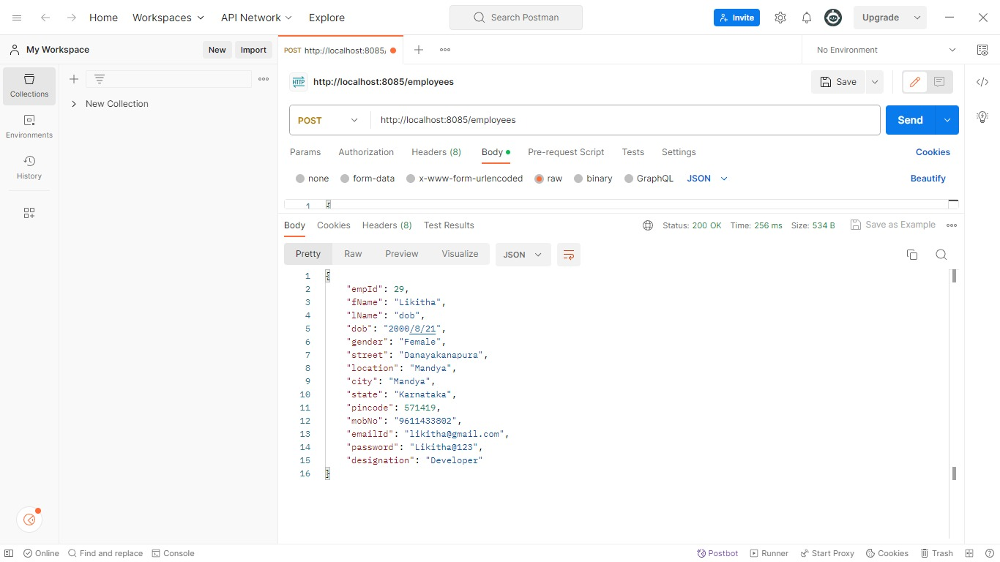 Home Workspaces API Network Explore Search Postman Invite Upgrade
My Workspace New Import POST http://localhost:8085/ No Environment
Collections
New Collection
Environments
History
HTTP http://localhost:8085/employees Save
POST http://localhost:8085/employees Send
Params Authorization Headers (8) Body Pre-request Script Tests Settings Cookies
none form-data x-www-form-urlencoded raw binary GraphQL JSON Beautify
1 {
Body Cookies Headers (8) Test Results Status: 200 OK Time: 256 ms Size: 534 B Save as Example
Pretty Raw Preview Visualize JSON
1 {
2 "empId": 29,
3 "fName": "Likitha",
4 "lName": "dob",
5 "dob": "2000/8/21",
6 "gender": "Female",
7 "street": "Danayakanapura",
8 "location": "Mandya",
9 "city": "Mandya",
10 "state": "Karnataka",
11 "pincode": 571419,
12 "mobNo": "9611433802",
13 "emailId": "likitha@gmail.com",
14 "password": "Likitha@123",
15 "designation": "Developer"
16 }
Online Find and replace Console Postbot Runner Start Proxy Cookies Trash